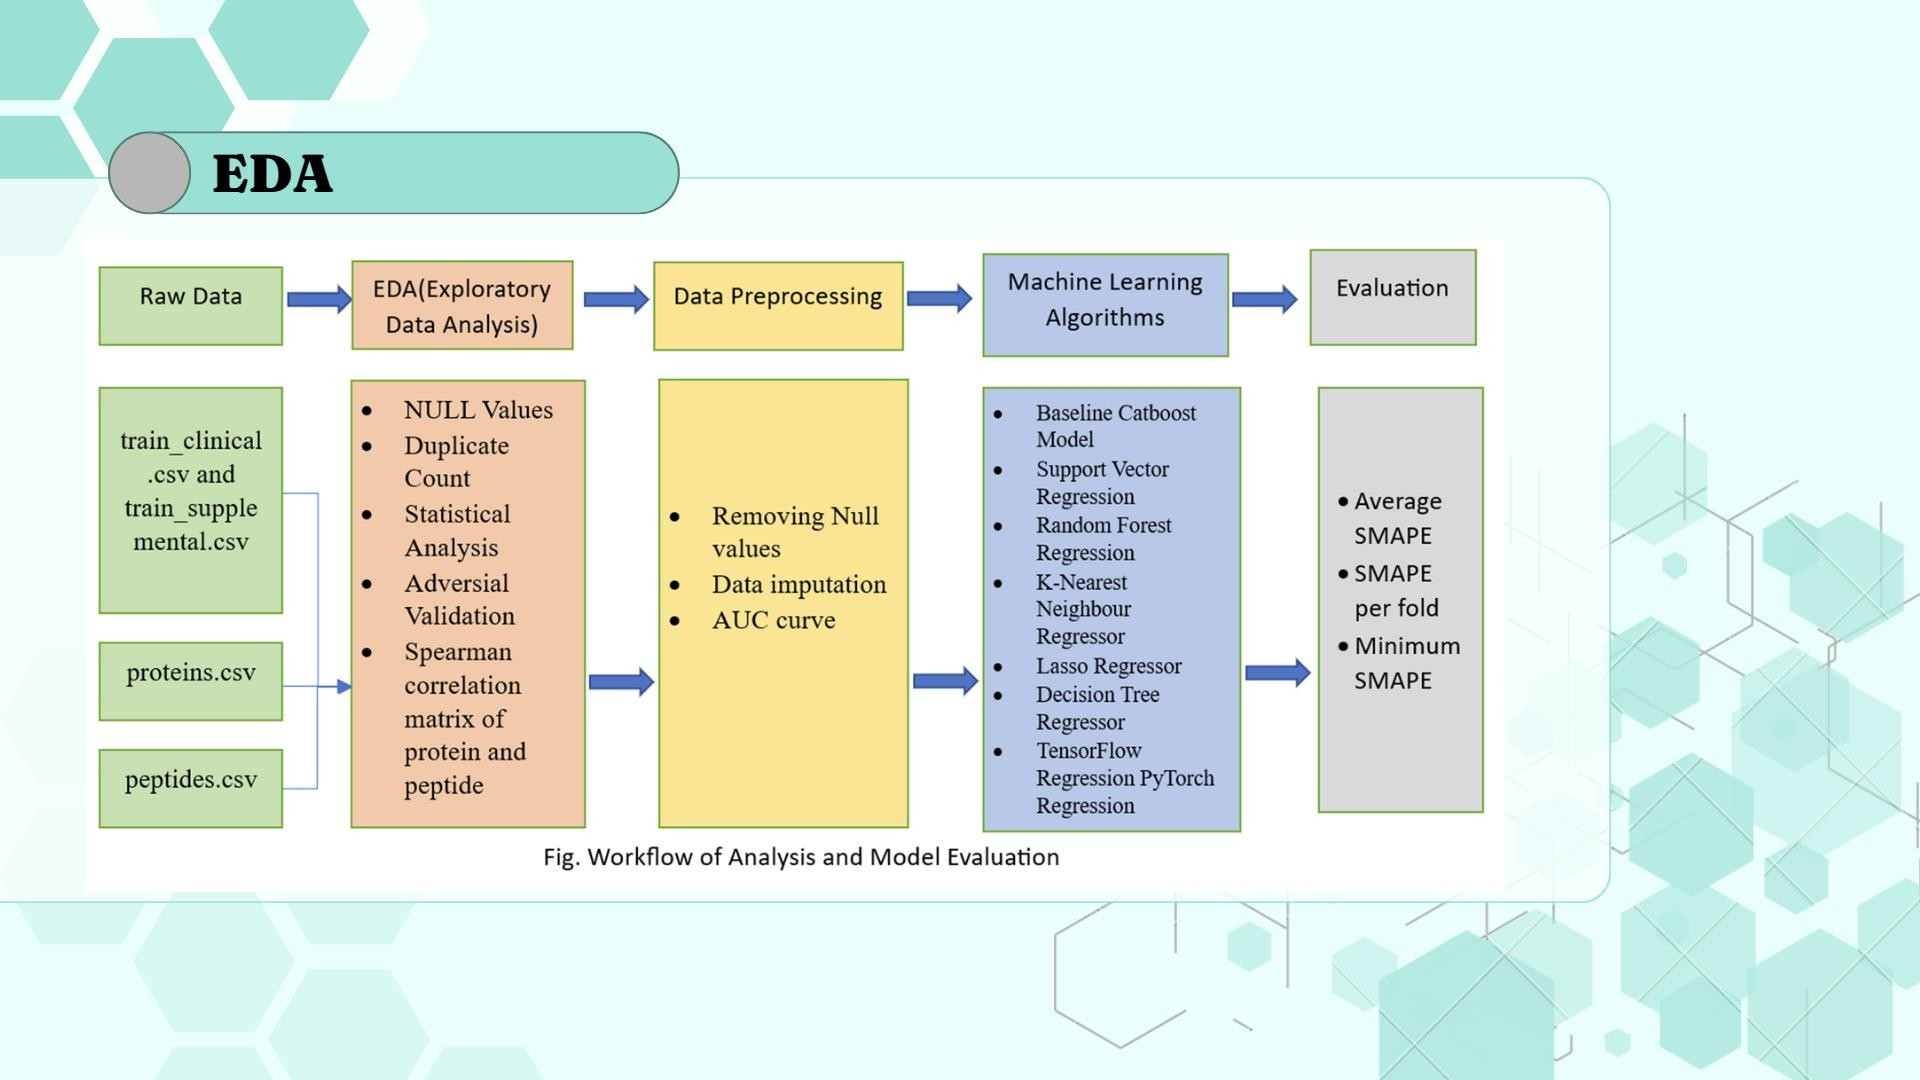 EDA
Raw Data
EDA(Exploratory
Data Analysis)
Data Preprocessing
Machine Learning
Algorithms
Evaluation
train_clinical
.csv and
train_supple
mental.csv
proteins.csv
peptides.csv
• NULL Values
• Duplicate
Count
• Statistical
Analysis
• Adversial
Validation
• Spearman
correlation
matrix of
protein and
peptide
• Removing Null
values
• Data imputation
• AUC curve
• Baseline Catboost
Model
• Support Vector
Regression
• Random Forest
Regression
• K-Nearest
Neighbour
Regressor
• Lasso Regressor
• Decision Tree
Regressor
• TensorFlow
Regression PyTorch
Regression
• Average
SMAPE
• SMAPE
per fold
• Minimum
SMAPE
Fig. Workflow of Analysis and Model Evaluation